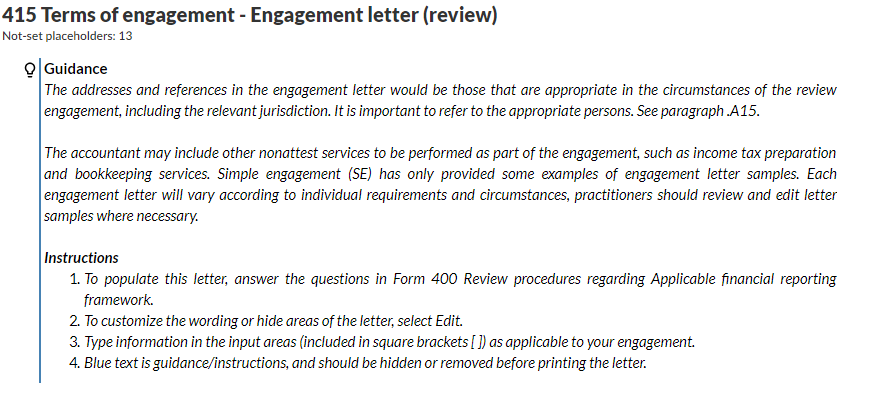 415 Terms of engagement - Engagement letter (review)
Not-set placeholders: 13
Guidance
The addresses and references in the engagement letter would be those that are appropriate in the circumstances of the review
engagement, including the relevant jurisdiction. It is important to refer to the appropriate persons. See paragraph .A15.
The accountant may include other nonattest services to be performed as part of the engagement, such as income tax preparation
and bookkeeping services. Simple engagement (SE) has only provided some examples of engagement letter samples. Each
engagement letter will vary according to individual requirements and circumstances, practitioners should review and edit letter
samples where necessary.
Instructions
1. To populate this letter, answer the questions in Form 400 Review procedures regarding Applicable financial reporting
framework.
2. To customize the wording or hide areas of the letter, select Edit.
3. Type information in the input areas (included in square brackets [ ]) as applicable to your engagement.
4. Blue text is guidance/instructions, and should be hidden or removed before printing the letter.